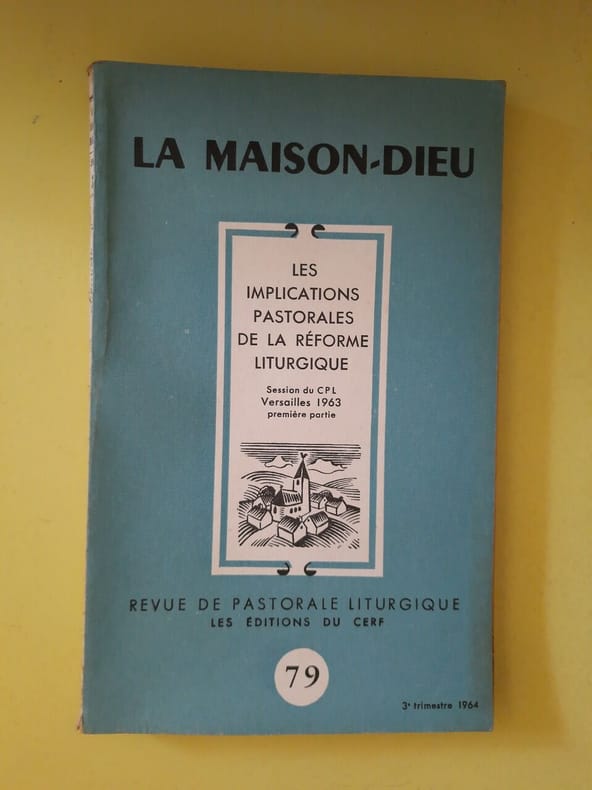 LA MAISON-DIEU
LES
IMPLICATIONS
PASTORALES
DE LA RÉFORME
LITURGIQUE
Session du CPL
Versailles 1963
première partie
REVUE DE PASTORALE LITURGIQUE
LES ÉDITIONS DU CERF
79
3e trimestre 1964